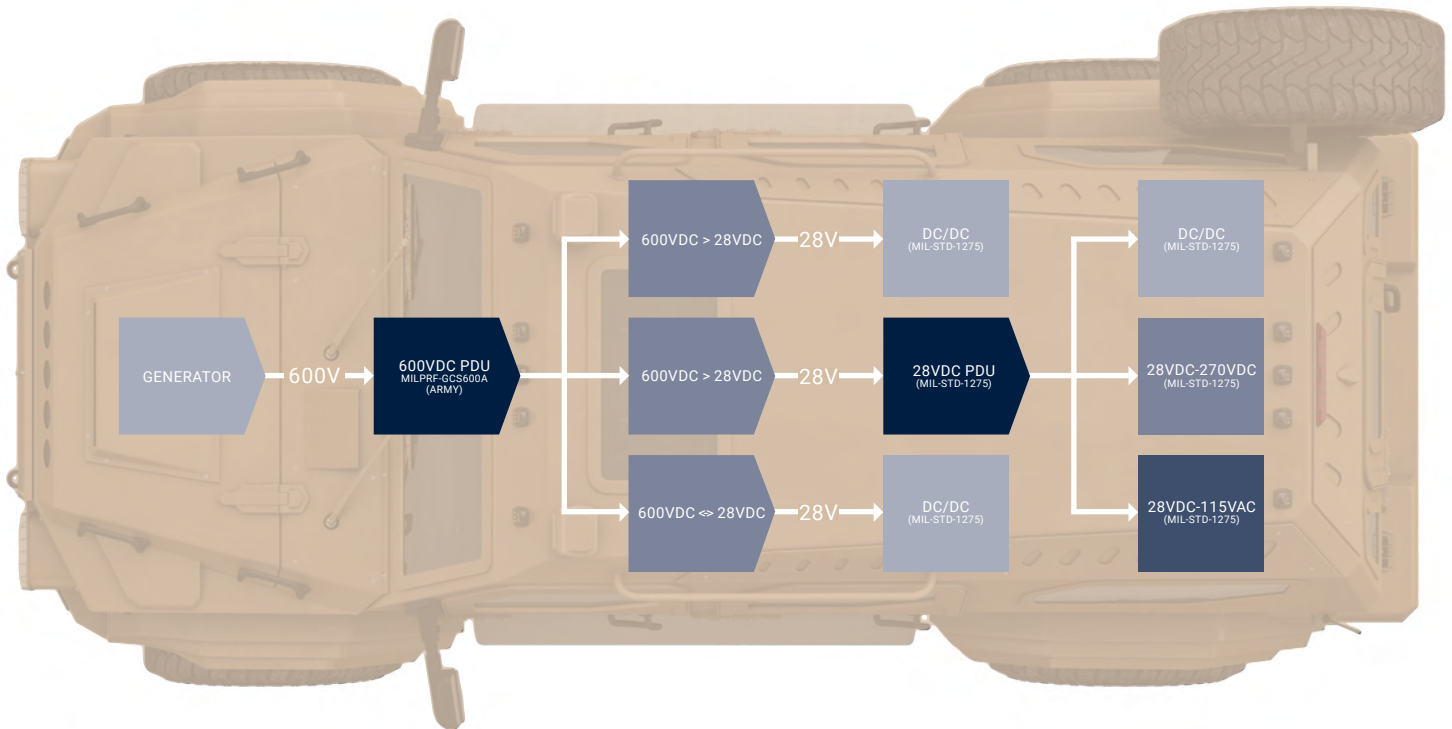 GENERATOR
600V
600VDC PDU
MILPRF-GCS600A
(ARMY)
600VDC > 28VDC
28V
DC/DC
(MIL-STD-1275)
600VDC > 28VDC
28V
28VDC PDU
(MIL-STD-1275)
600VDC <=> 28VDC
28V
DC/DC
(MIL-STD-1275)
DC/DC
(MIL-STD-1275)
28VDC-270VDC
(MIL-STD-1275)
28VDC-115VAC
(MIL-STD-1275)